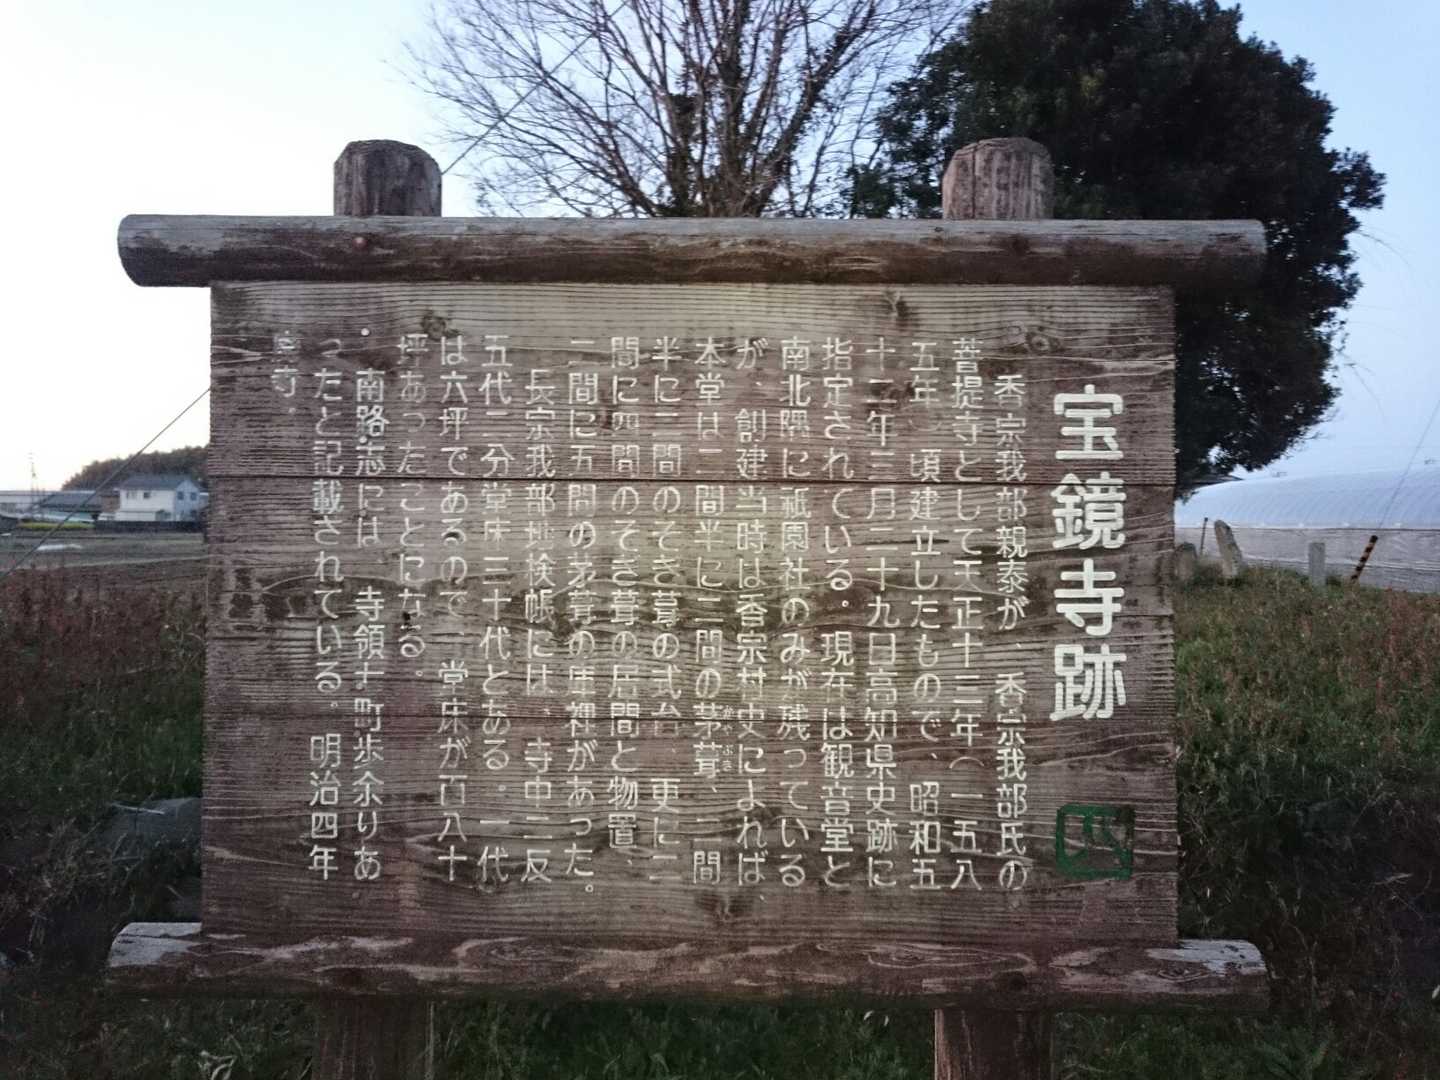 宝鏡寺跡
香宗我部親泰が、香宗我部氏の
菩提寺として天正十三年（一五八
五年）頃建立したもので、昭和五
十二年三月二十九日高知県史跡に
指定されている。現在は観音堂と
南北隅に祇園社のみが残っている
が、創建当時は香宗村史によれば、
本堂は二間半に三間の茅葺、二間
かやぶき
半に二間のそぎ葺の式台、更に二
間に四間のそぎ葺の居間と物置、
二間に五間の茅葺の庫裡があった。
長宗我部地検帳には、寺中二反
五代二分堂床三十代とある。一代
は六坪であるので、堂床が百八十
坪あったことになる。
南路志には、寺領十町歩余りあ
ったと記載されている。明治四年
廃寺。